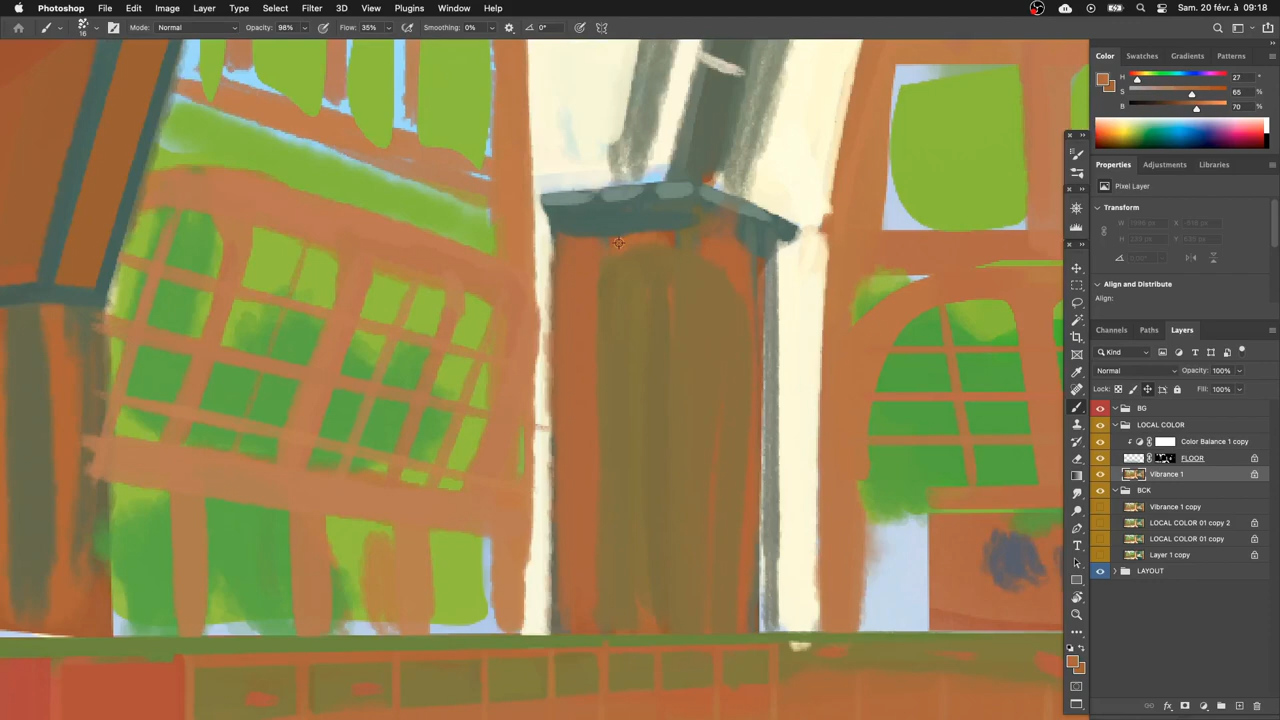 Photoshop File Edit Image Layer Type Select Filter 3D View Plugins Window Help Sam. 20 févr. à 09:18
16 Mode: Normal Opacity: 98% Flow: 35% Smoothing: 0% 0°
Color Swatches Gradients Patterns
H 27 °
S 65 %
B 70 %
Properties Adjustments Libraries
Pixel Layer
Transform
Align and Distribute
Align:
Channels Paths Layers
Kind
Normal Opacity: 100%
Lock: Fill: 100%
BG
LOCAL COLOR
Color Balance 1 copy
FLOOR
Vibrance 1
BCK
Vibrance 1 copy
LOCAL COLOR 01 copy 2
LOCAL COLOR 01 copy
Layer 1 copy
LAYOUT